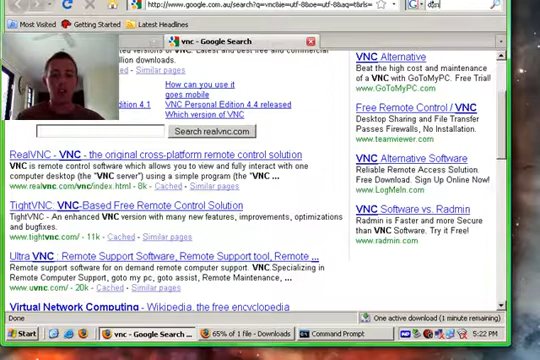 http://www.google.com.au/search?q=vnc&ie=utf-8&oe=utf-8&aq=t&rls=
Most Visited Getting Started Latest Headlines
vnc - Google Search
million downloads.
Similar pages
How can you use it
goes mobile
edition 4.1 VNC Personal Edition 4.4 released
Which version of VNC
Search realvnc.com
RealVNC - VNC - the original cross-platform remote control solution
VNC is remote control software which allows you to view and fully interact with one
computer desktop (the "VNC server") using a simple program (the "VNC ...
www.realvnc.com/vnc/index.html - 8k - Cached - Similar pages
TightVNC: VNC-Based Free Remote Control Solution
TightVNC - An enhanced VNC version with many new features, improvements, optimizations
and bugfixes.
www.tightvnc.com/ - 11k - Cached - Similar pages
Ultra VNC : Remote Support Software, Remote Support tool, Remote ...
Remote support software for on demand remote computer support. VNC Specializing in
Remote Computer Support, goto my pc, goto assist, Remote Maintenance, ...
www.uvnc.com/ - 20k - Cached - Similar pages
Virtual Network Computing - Wikipedia, the free encyclopedia
VNC Alternative
Beat the high cost and maintenance
of a VNC with GoToMyPC. Free Trial!
www.GoToMyPC.com
Free Remote Control / VNC
Desktop Sharing and File Transfer
Passes Firewalls, No Installation.
www.teamviewer.com
VNC Alternative Software
Reliable Remote Access Solution.
Free Download. Sign Up Online Now!
www.LogMeIn.com
VNC Software vs. Radmin
Radmin is Faster and more Secure
than VNC Software. Try it Free!
www.radmin.com
Done One active download (1 minute remaining)
Start vnc - Google Search ... 65% of 1 file - Downloads Command Prompt 5:22 PM